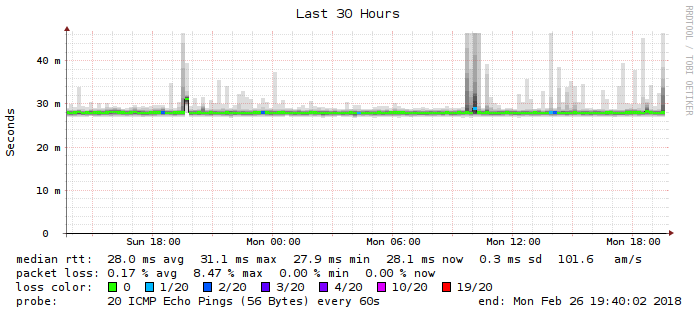 Last 30 Hours
RRDTOOL / TOBI OETIKER
Seconds
40 m
30 m
20 m
10 m
0
Sun 18:00 Mon 00:00 Mon 06:00 Mon 12:00 Mon 18:00
median rtt: 28.0 ms avg 31.1 ms max 27.9 ms min 28.1 ms now 0.3 ms sd 101.6 am/s
packet loss: 0.17 % avg 8.47 % max 0.00 % min 0.00 % now
loss color: 0 1/20 2/20 3/20 4/20 10/20 19/20
probe: 20 ICMP Echo Pings (56 Bytes) every 60s end: Mon Feb 26 19:40:02 2018